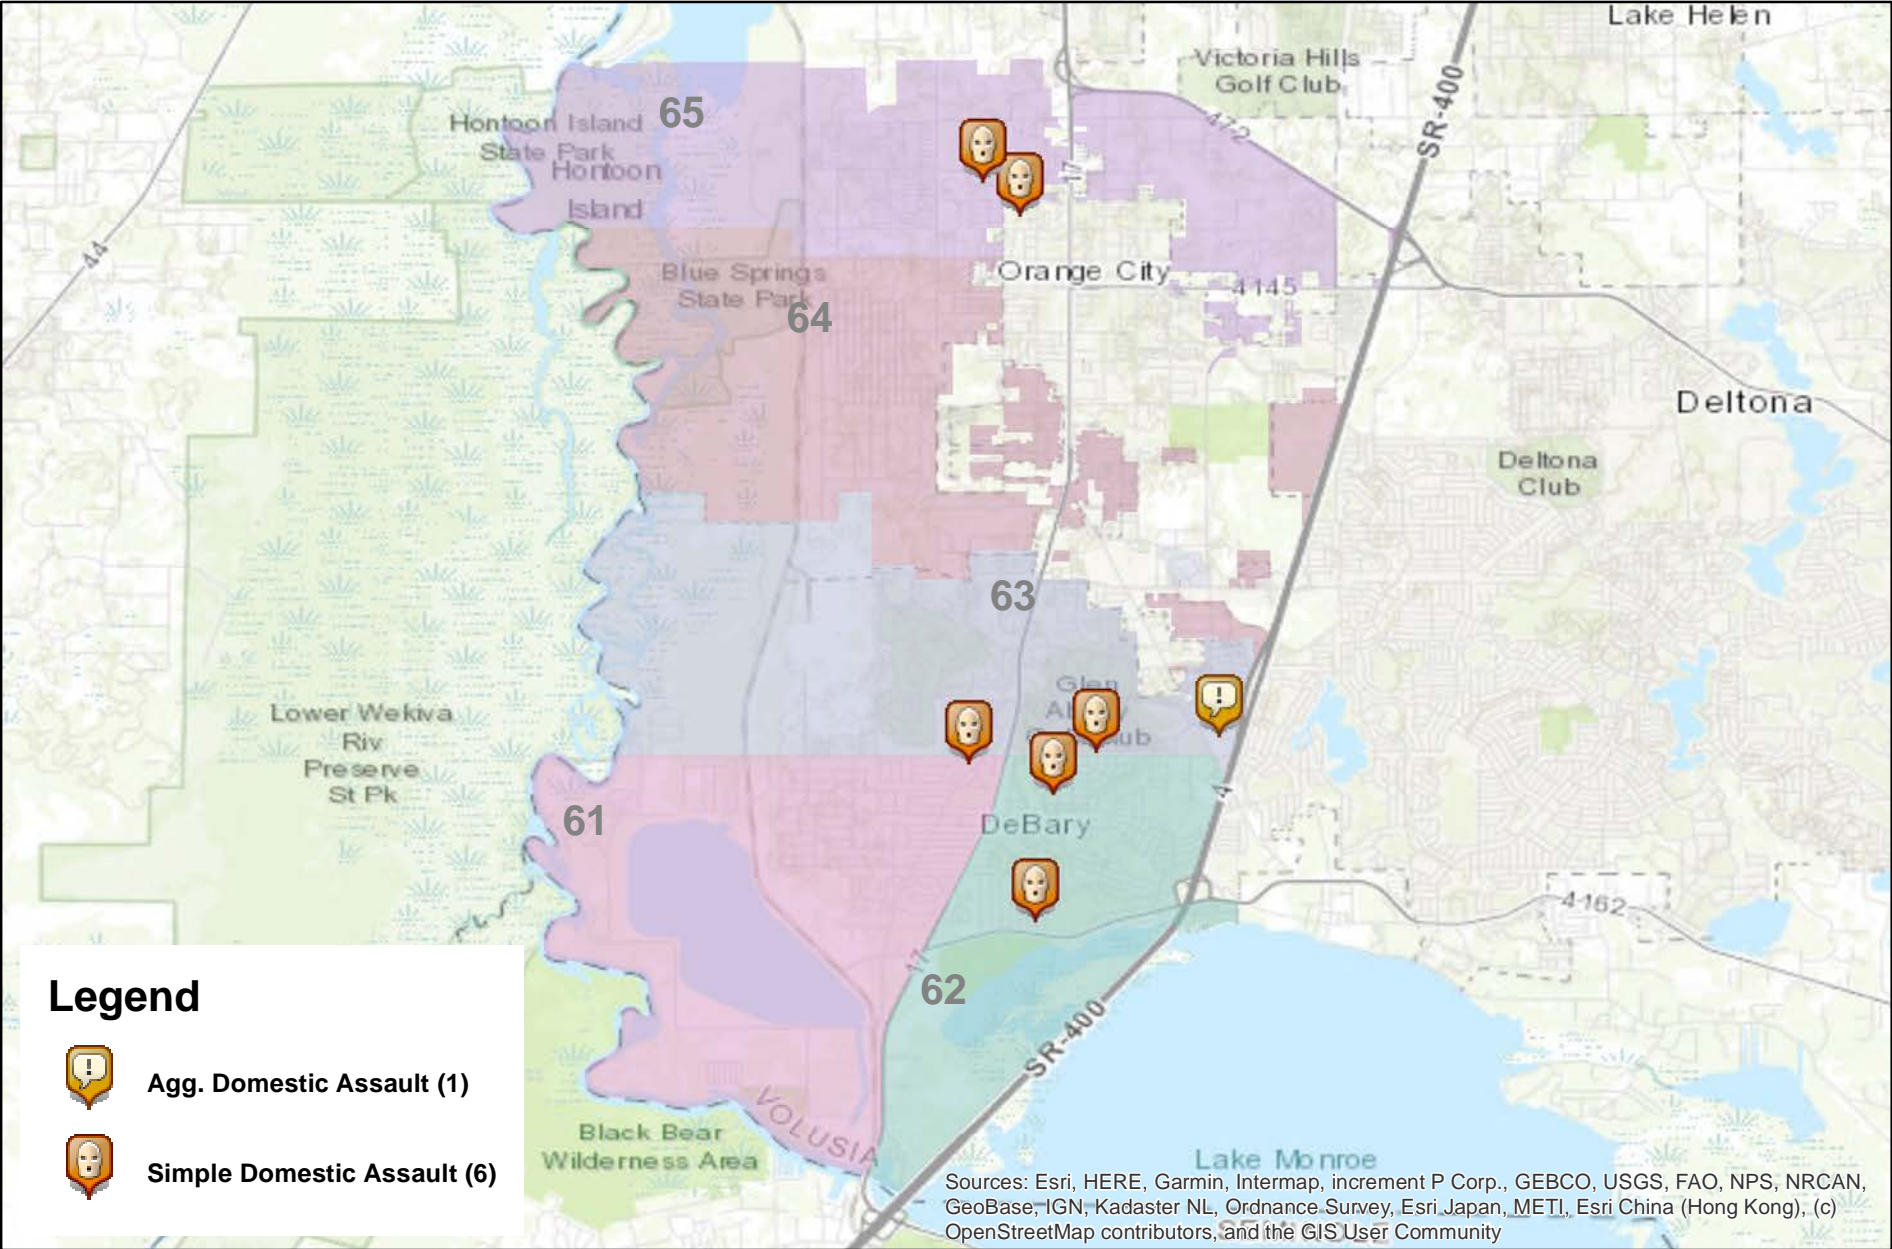 Lake Helen
Victoria Hills
Golf Club
SR-400
472
65
Hontoon Island
State Park
Hontoon
Island
17
44
Blue Springs
State Park
64
Orange City
4145
Deltona
Deltona
Club
63
Glen
Lower Wekiva
Riv
Preserve
St Pk
4
61
DeBary
4162
17
62
SR-400
VOLUSIA
Black Bear
Wilderness Area
Lake Monroe
Legend
Agg. Domestic Assault (1)
Simple Domestic Assault (6)
Sources: Esri, HERE, Garmin, Intermap, increment P Corp., GEBCO, USGS, FAO, NPS, NRCAN,
GeoBase, IGN, Kadaster NL, Ordnance Survey, Esri Japan, METI, Esri China (Hong Kong), (c)
OpenStreetMap contributors, and the GIS User Community